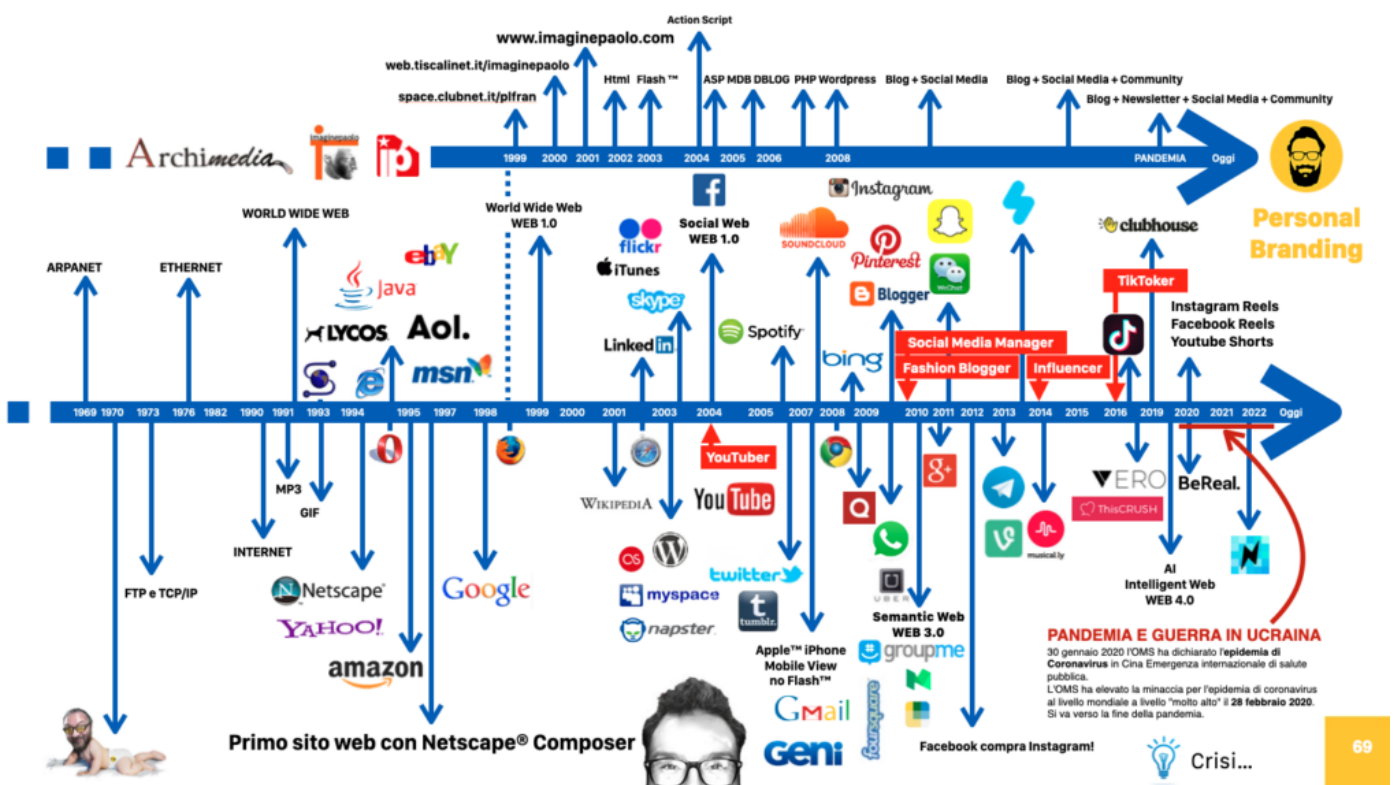 Action Script
www.imaginepaolo.com
web.tiscalinet.it/imaginepaolo
Html Flash ™ ASP MDB DBLOG PHP Wordpress Blog + Social Media Blog + Social Media + Community
space.clubnet.it/plfran
Blog + Newsletter + Social Media + Community
Archimedia
imaginepaolo
1999 2000 2001 2002 2003 2004 2005 2006 2008 PANDEMIA Oggi
Personal
Branding
WORLD WIDE WEB
World Wide Web
WEB 1.0
Social Web
WEB 1.0
Instagram
SOUNDCLOUD
Pinterest
Blogger
WeChat
clubhouse
TikToker
Instagram Reels
Facebook Reels
Youtube Shorts
ARPANET
ETHERNET
ebay
Java
LYCOS
Aol.
msn
flickr
iTunes
skype
Linked in
Spotify
bing
Social Media Manager
Fashion Blogger
Influencer
1969 1970 1973 1976 1982 1990 1991 1993 1994 1995 1997 1998 1999 2000 2001 2003 2004 2005 2007 2008 2009 2010 2011 2012 2013 2014 2015 2016 2019 2020 2021 2022 Oggi
YouTuber
YouTube
MP3
GIF
INTERNET
FTP e TCP/IP
Netscape®
YAHOO!
amazon
Google
WIKIPEDIA
myspace
napster
twitter
tumblr.
Apple™ iPhone
Mobile View
no Flash™
Gmail
GENi
foursquare
g+
Q
UBER
Semantic Web
WEB 3.0
groupme
musical.ly
VERO
ThisCRUSH
BeReal.
AI
Intelligent Web
WEB 4.0
N
PANDEMIA E GUERRA IN UCRAINA
30 gennaio 2020 l'OMS ha dichiarato l'epidemia di
Coronavirus in Cina Emergenza internazionale di salute
pubblica.
L'OMS ha elevato la minaccia per l'epidemia di coronavirus
al livello mondiale a livello "molto alto" il 28 febbraio 2020.
Si va verso la fine della pandemia.
Primo sito web con Netscape® Composer
Facebook compra Instagram!
Crisi...
69